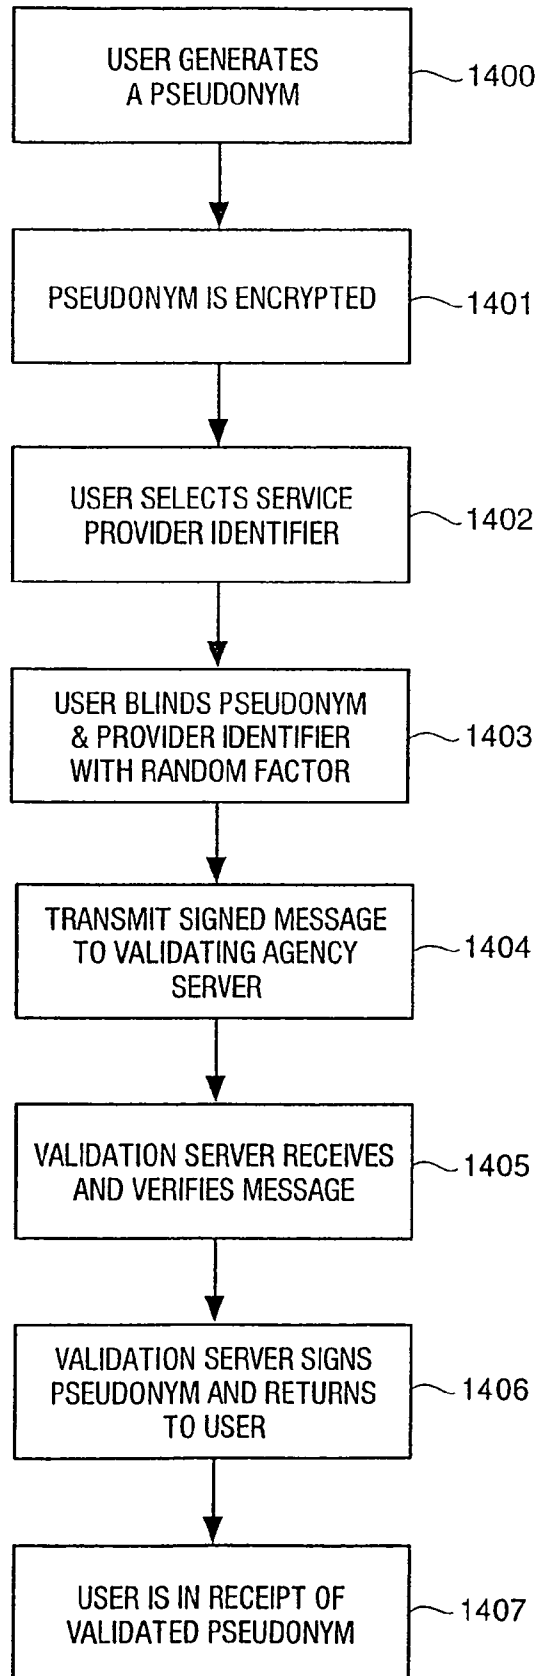 USER GENERATES
A PSEUDONYM
1400
PSEUDONYM IS ENCRYPTED
1401
USER SELECTS SERVICE
PROVIDER IDENTIFIER
1402
USER BLINDS PSEUDONYM
& PROVIDER IDENTIFIER
WITH RANDOM FACTOR
1403
TRANSMIT SIGNED MESSAGE
TO VALIDATING AGENCY
SERVER
1404
VALIDATION SERVER RECEIVES
AND VERIFIES MESSAGE
1405
VALIDATION SERVER SIGNS
PSEUDONYM AND RETURNS
TO USER
1406
USER IS IN RECEIPT OF
VALIDATED PSEUDONYM
1407